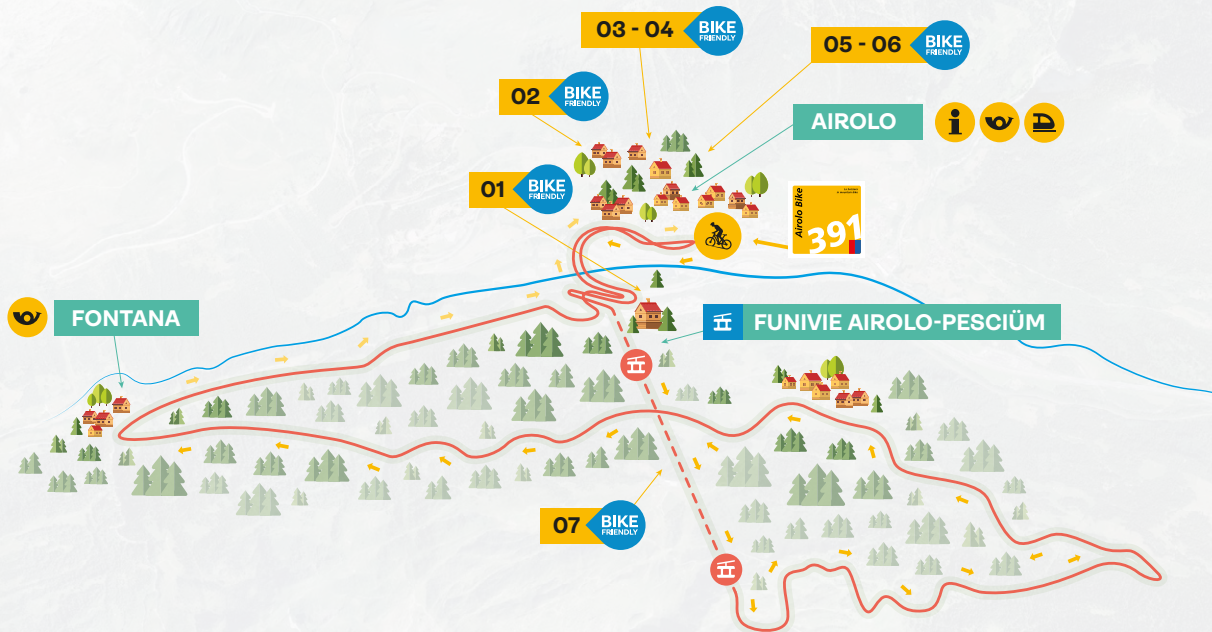 03 - 04
BIKE
FRIENDLY
05 - 06
BIKE
FRIENDLY
02
BIKE
FRIENDLY
AIROLO
01
BIKE
FRIENDLY
Airolo Bike
391
FONTANA
FUNIVIE AIROLO-PESCIÜM
07
BIKE
FRIENDLY